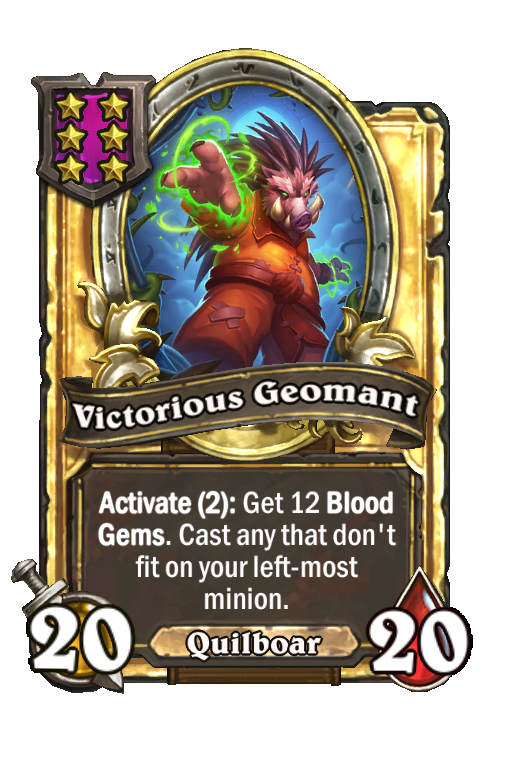 Victorious Geomant
Activate (2): Get 12 Blood
Gems. Cast any that don't
fit on your left-most
minion.
20
Quilboar
20